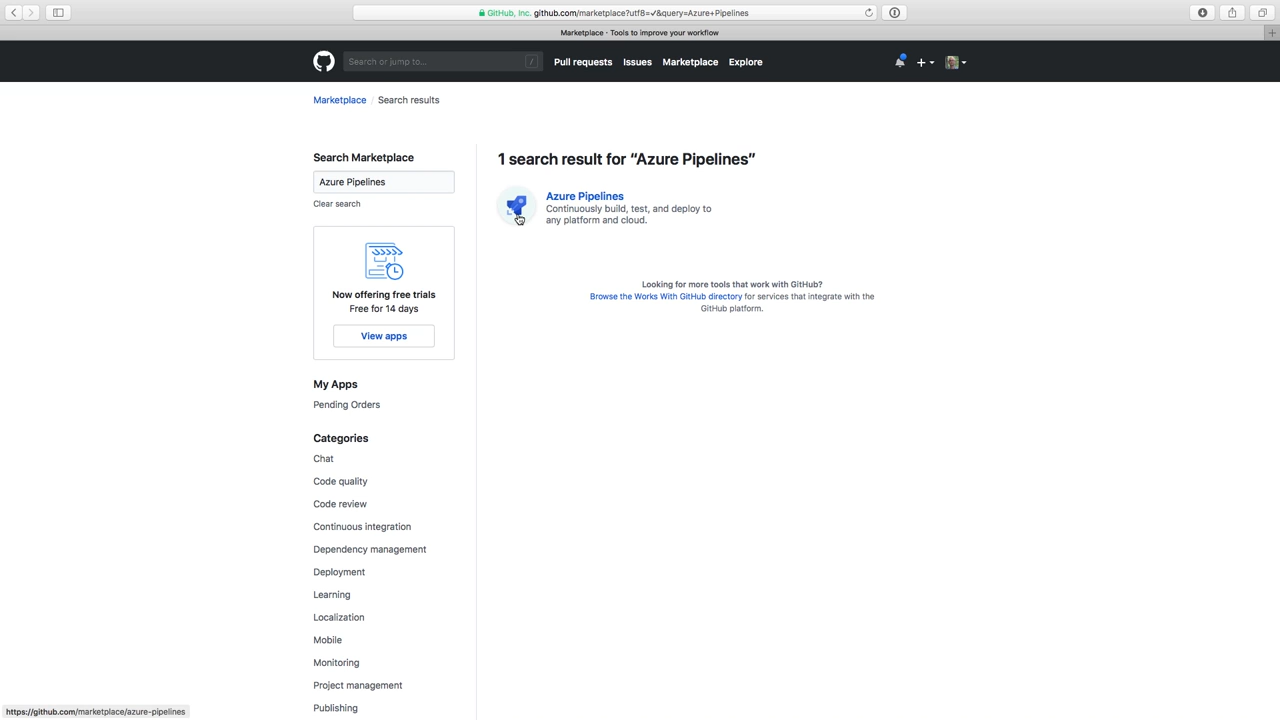 GitHub, Inc. github.com/marketplace?utf8=✓&query=Azure+Pipelines
Marketplace · Tools to improve your workflow
Search or jump to... /
Pull requests Issues Marketplace Explore
Marketplace / Search results
Search Marketplace
Azure Pipelines
Clear search
Now offering free trials
Free for 14 days
View apps
My Apps
Pending Orders
Categories
Chat
Code quality
Code review
Continuous integration
Dependency management
Deployment
Learning
Localization
Mobile
Monitoring
Project management
Publishing
1 search result for “Azure Pipelines”
Azure Pipelines
Continuously build, test, and deploy to
any platform and cloud.
Looking for more tools that work with GitHub?
Browse the Works With GitHub directory for services that integrate with the
GitHub platform.
https://github.com/marketplace/azure-pipelines